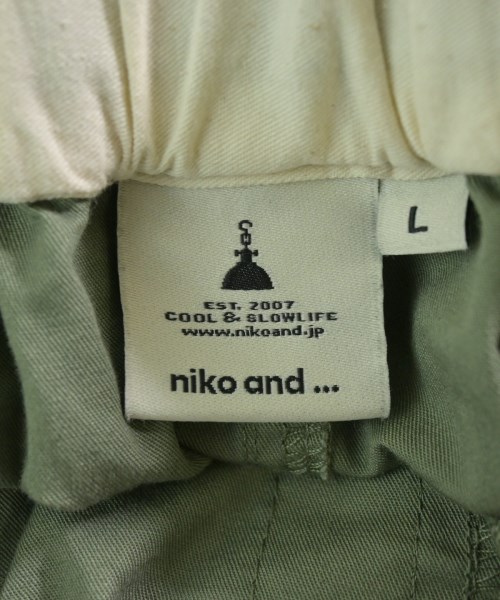 L
EST. 2007
COOL & SLOWLIFE
www.nikoand.jp
niko and ...